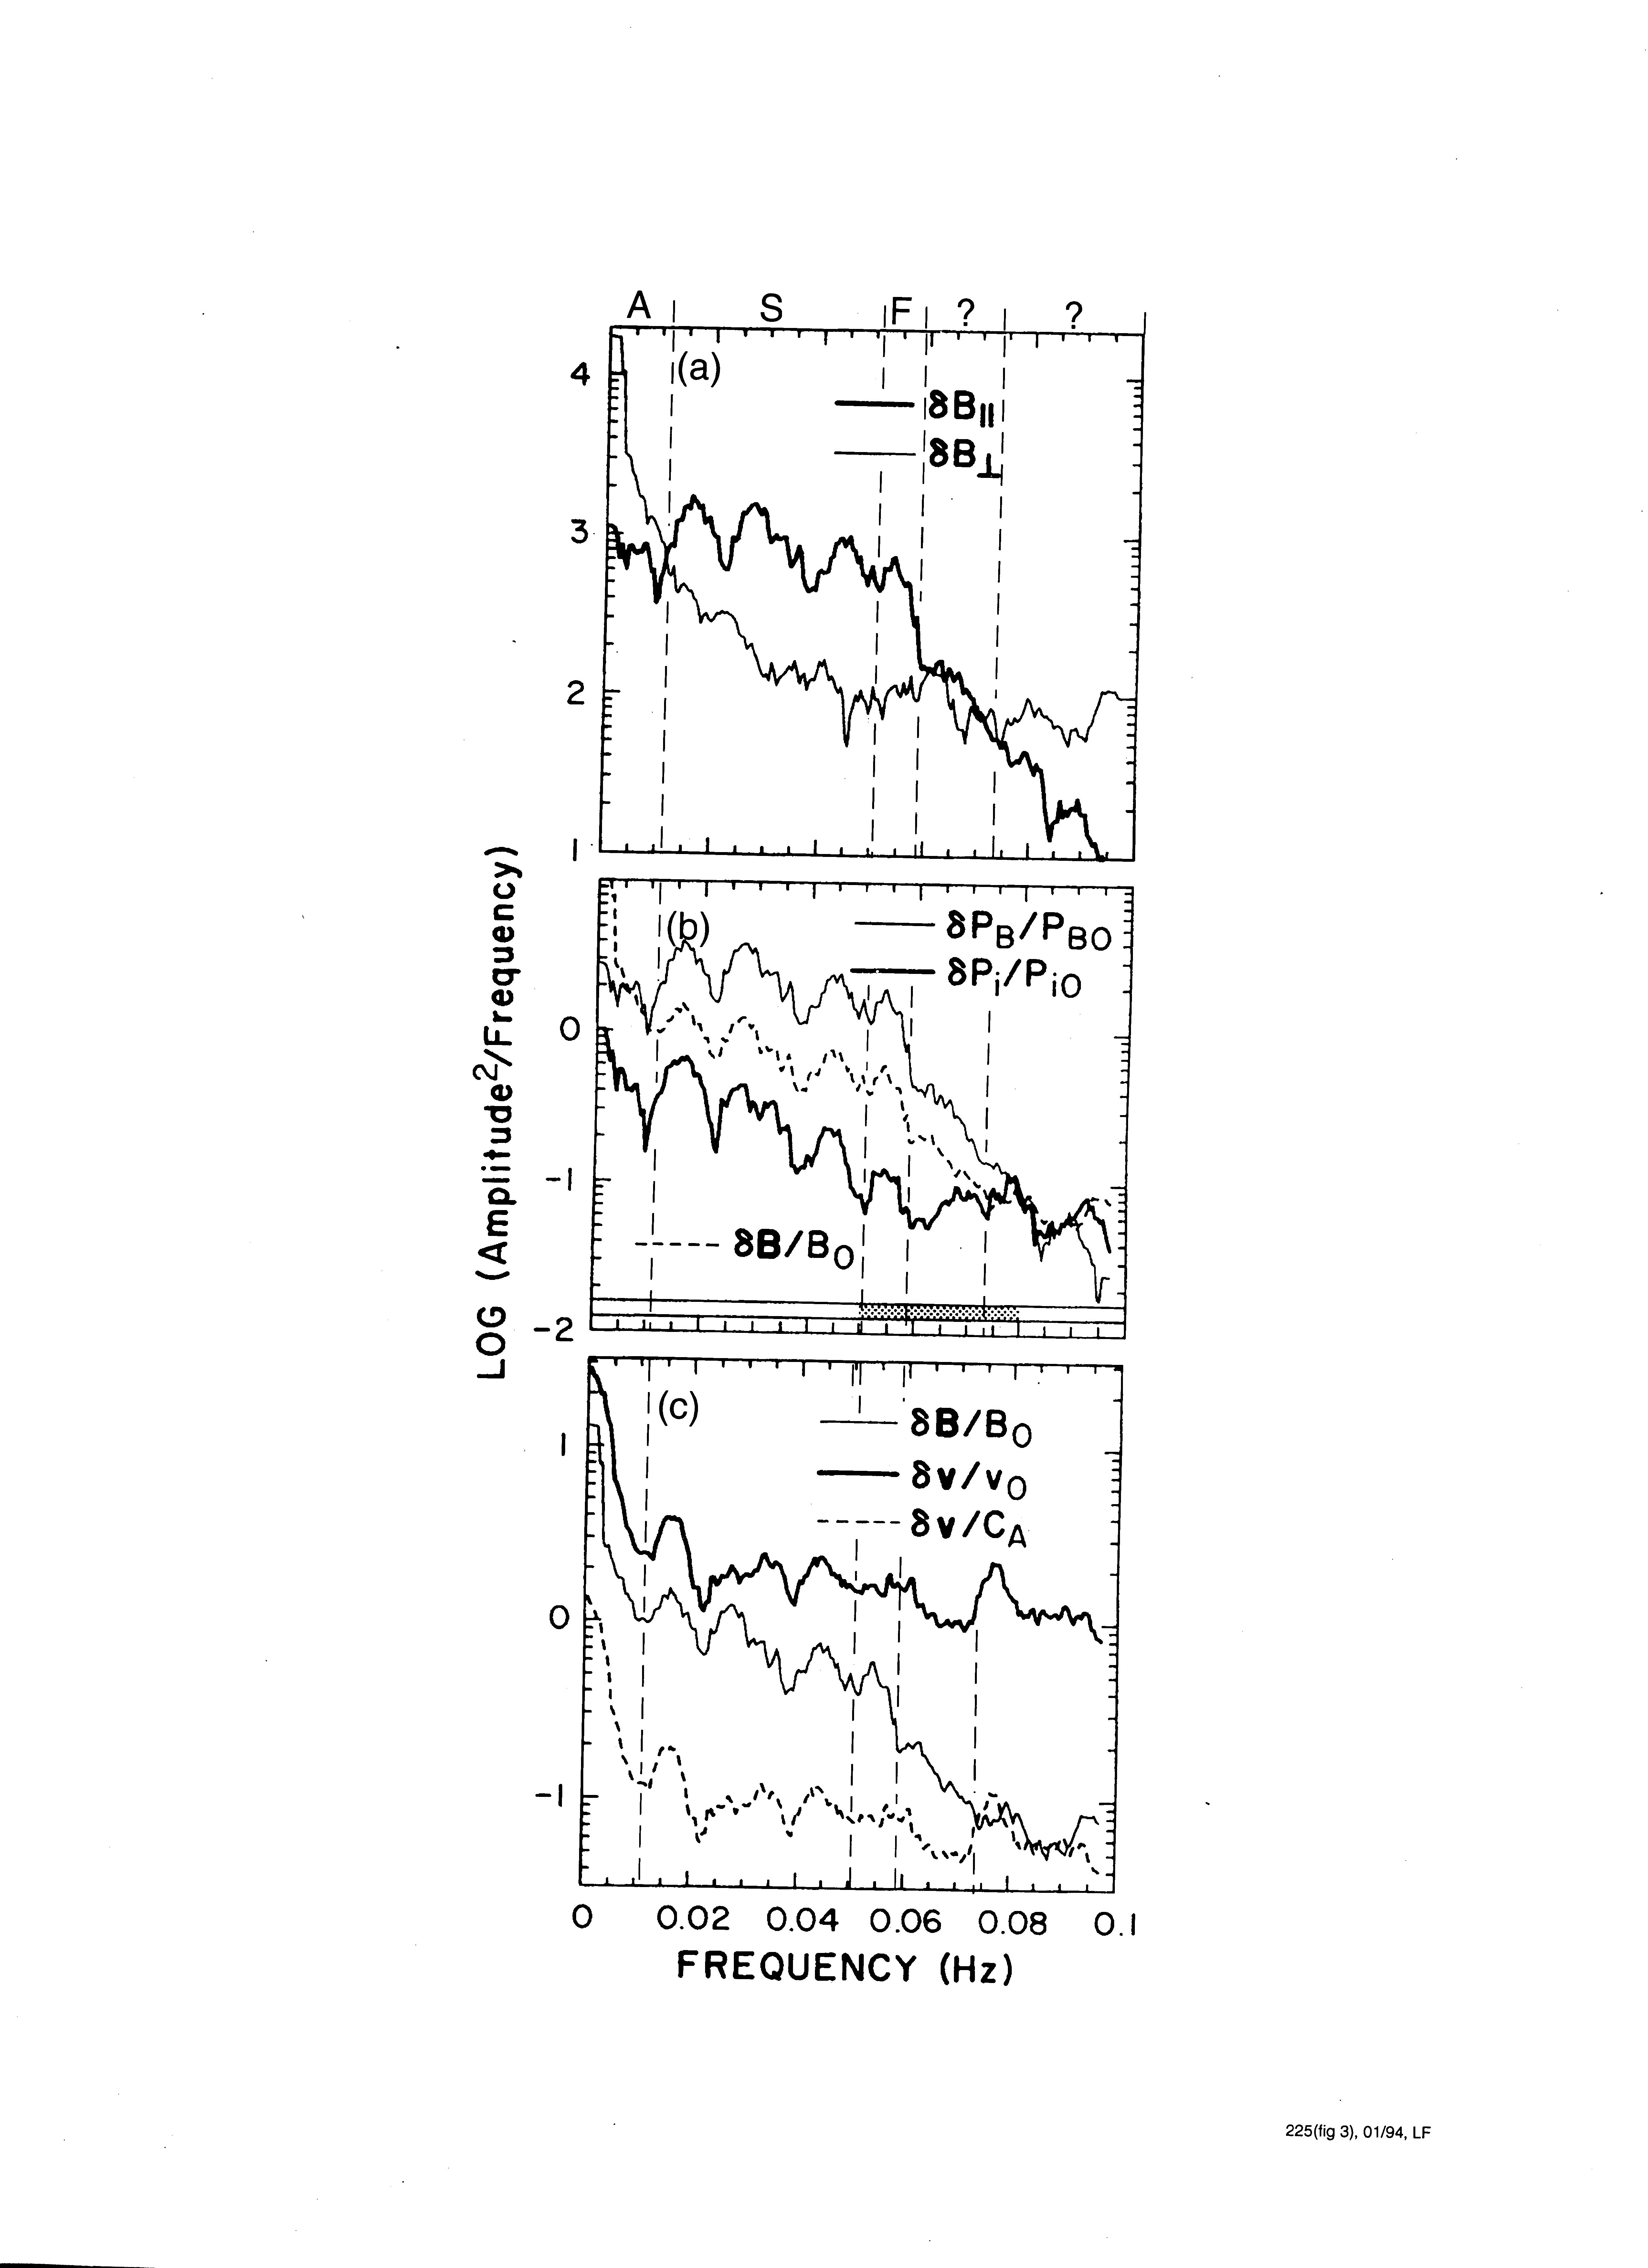 A S F ? ?
(a)
4
δB||
δB⊥
3
2
1
LOG (Amplitude²/Frequency)
(b)
δP_B/P_BO
δP_i/P_iO
0
-1
δB/B_O
-2
(c)
δB/B_O
1
δv/v_O
δv/C_A
0
-1
0 0.02 0.04 0.06 0.08 0.1
FREQUENCY (Hz)
225(fig 3), 01/94, LF